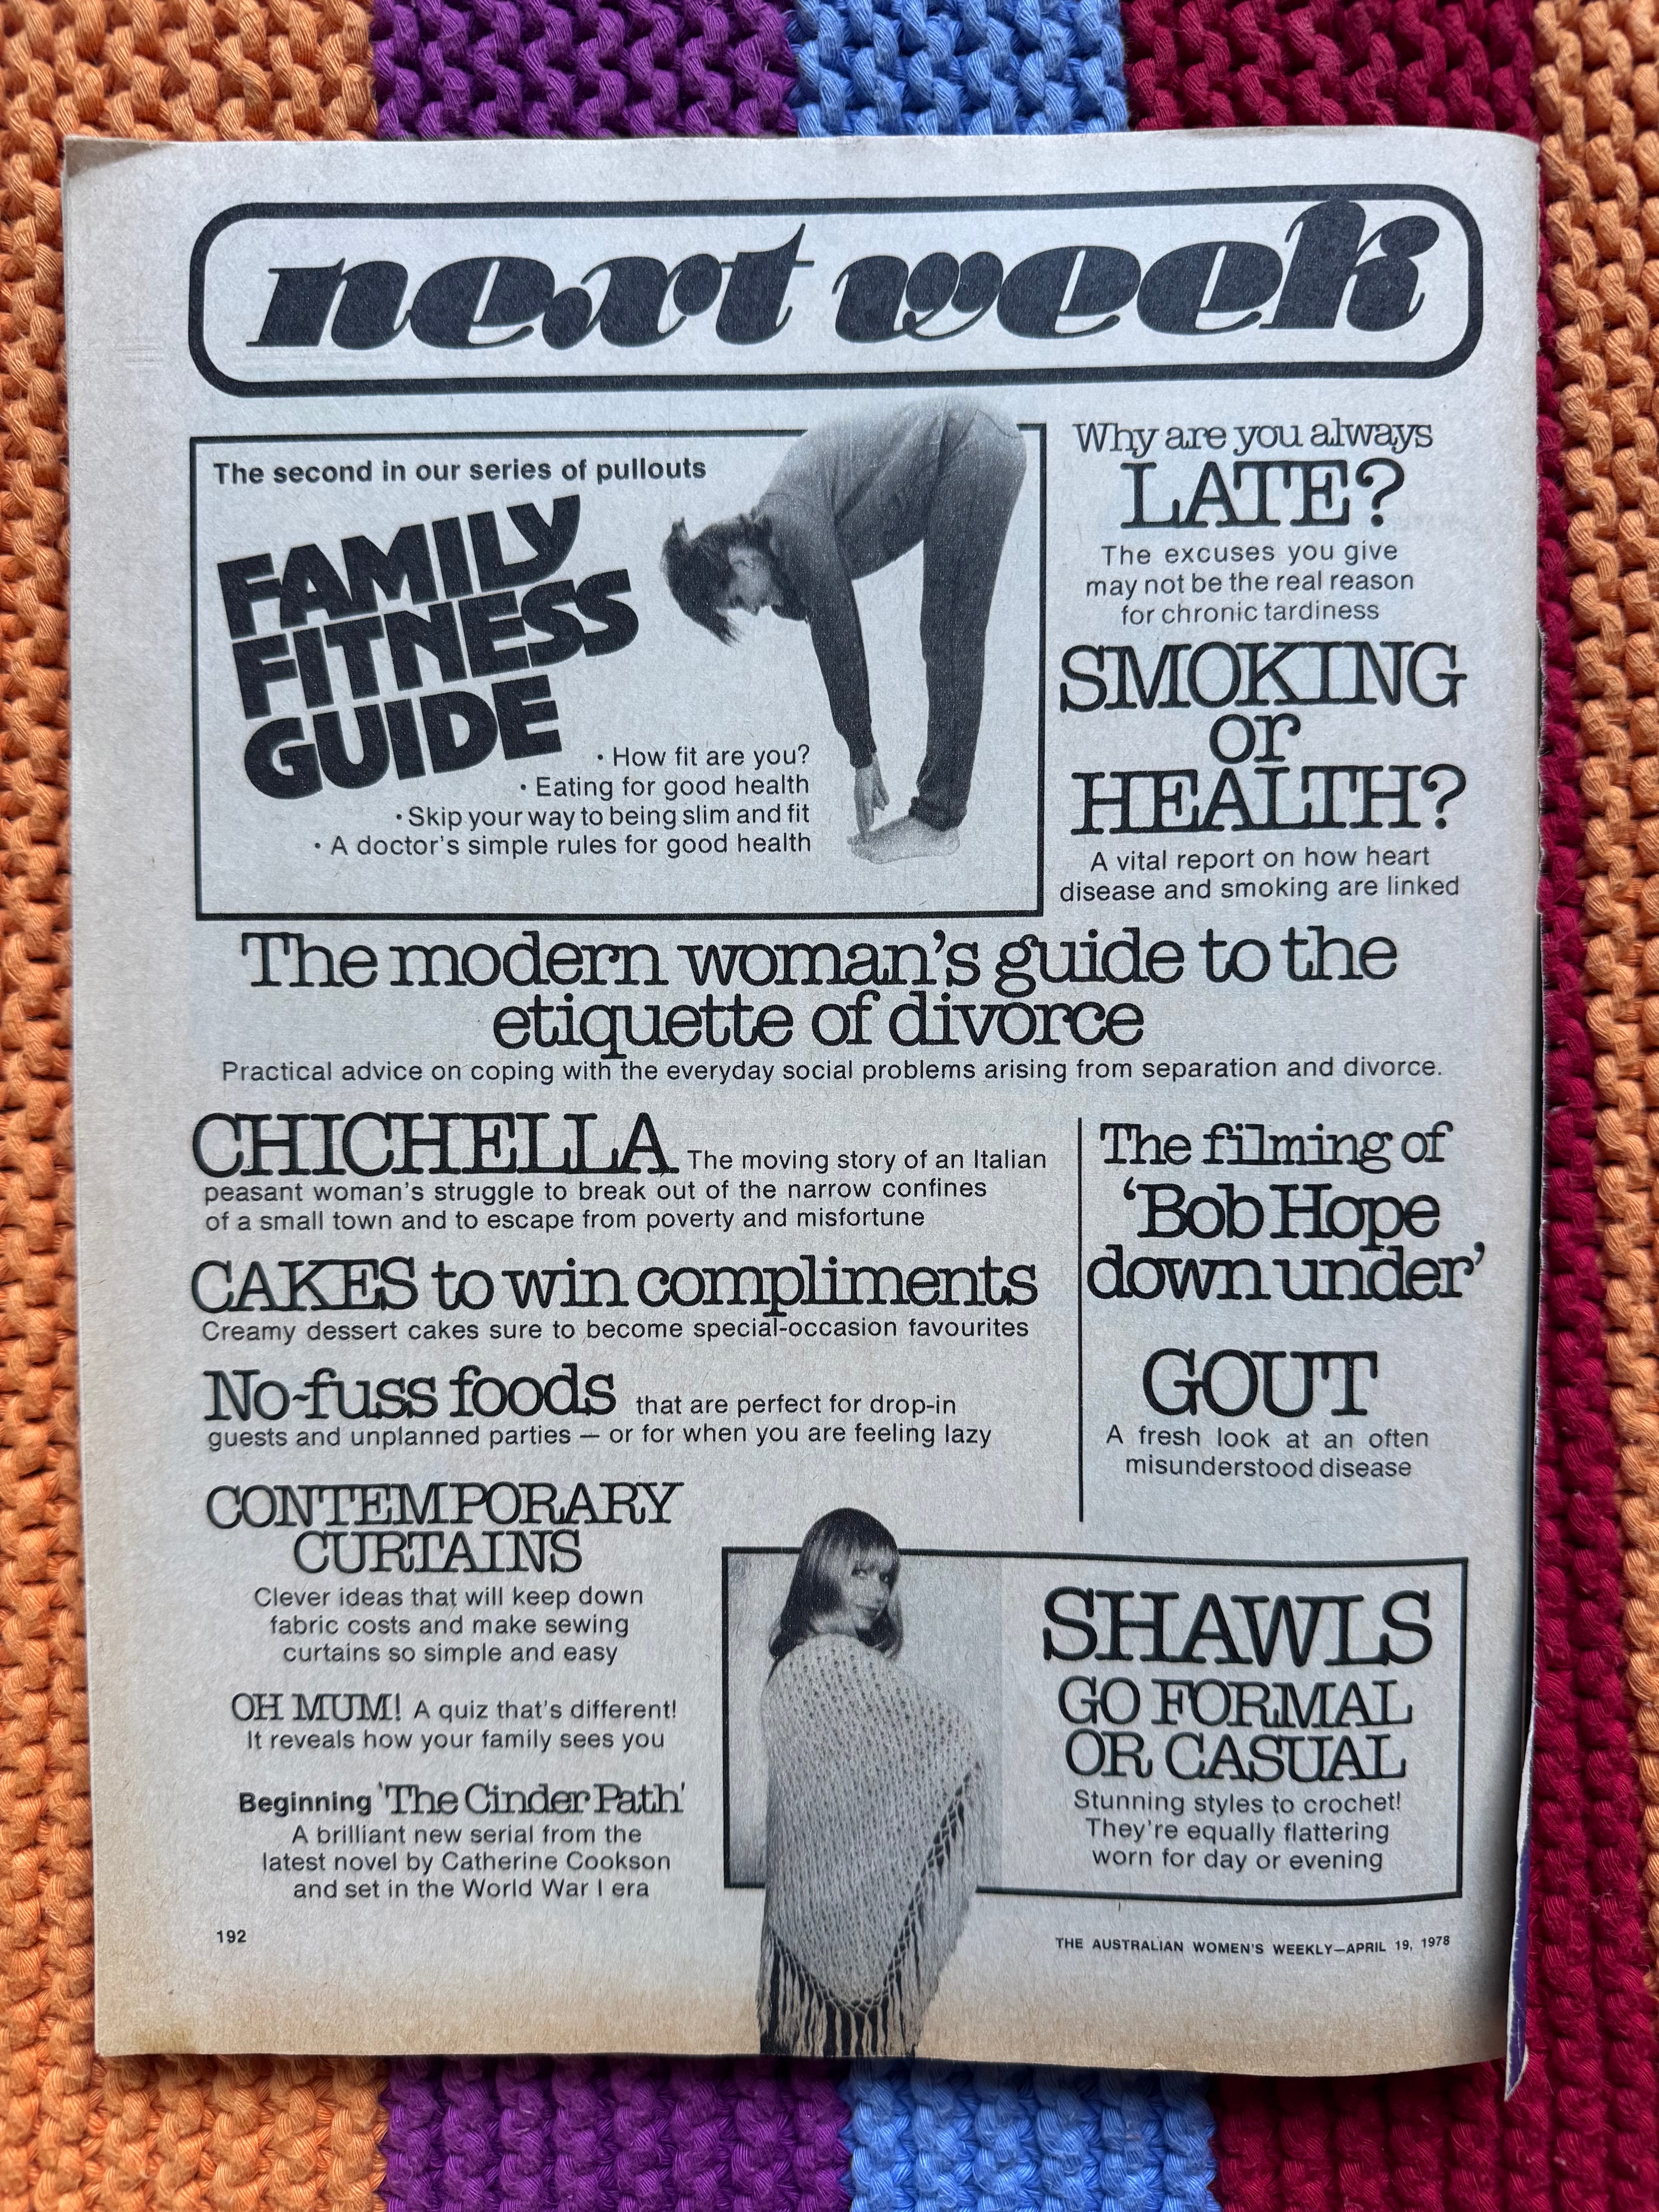 next week
The second in our series of pullouts
FAMILY
FITNESS
GUIDE
• How fit are you?
• Eating for good health
• Skip your way to being slim and fit
• A doctor's simple rules for good health
Why are you always
LATE?
The excuses you give
may not be the real reason
for chronic tardiness
SMOKING
or
HEALTH?
A vital report on how heart
disease and smoking are linked
The modern woman's guide to the
etiquette of divorce
Practical advice on coping with the everyday social problems arising from separation and divorce.
CHICHELLA The moving story of an Italian
peasant woman's struggle to break out of the narrow confines
of a small town and to escape from poverty and misfortune
CAKES to win compliments
Creamy dessert cakes sure to become special-occasion favourites
No-fuss foods that are perfect for drop-in
guests and unplanned parties — or for when you are feeling lazy
The filming of
‘Bob Hope
down under’
GOUT
A fresh look at an often
misunderstood disease
CONTEMPORARY
CURTAINS
Clever ideas that will keep down
fabric costs and make sewing
curtains so simple and easy
OH MUM! A quiz that's different!
It reveals how your family sees you
Beginning 'The Cinder Path'
A brilliant new serial from the
latest novel by Catherine Cookson
and set in the World War I era
SHAWLS
GO FORMAL
OR CASUAL
Stunning styles to crochet!
They're equally flattering
worn for day or evening
192
THE AUSTRALIAN WOMEN'S WEEKLY—APRIL 19, 1978